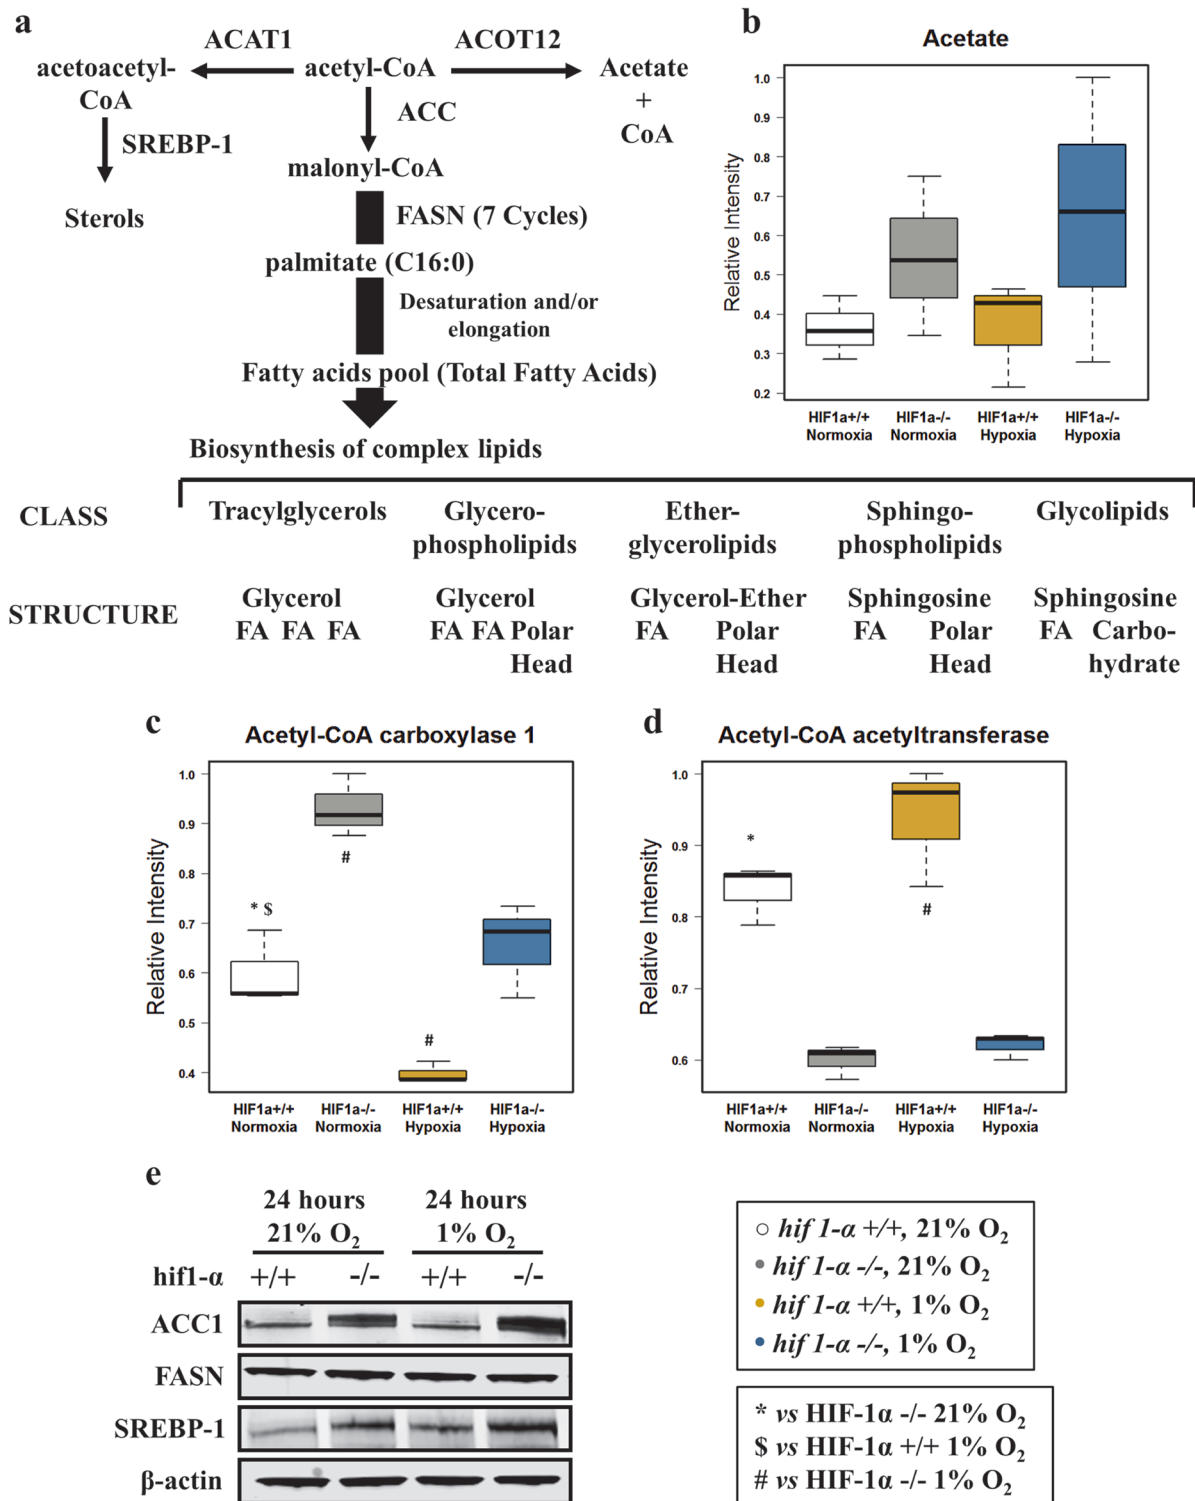 a
ACAT1
ACOT12
acetoacetyl-
CoA
acetyl-CoA
Acetate
+
CoA
ACC
SREBP-1
malonyl-CoA
Sterols
FASN (7 Cycles)
palmitate (C16:0)
Desaturation and/or
elongation
Fatty acids pool (Total Fatty Acids)
Biosynthesis of complex lipids
b
Acetate
Relative Intensity
1.0
0.9
0.8
0.7
0.6
0.5
0.4
0.3
0.2
HIF1a+/+
Normoxia
HIF1a-/-
Normoxia
HIF1a+/+
Hypoxia
HIF1a-/-
Hypoxia
CLASS
Tracylglycerols
Glycero-
phospholipids
Ether-
glycerolipids
Sphingo-
phospholipids
Glycolipids
STRUCTURE
Glycerol
FA FA FA
Glycerol
FA FA Polar
Head
Glycerol-Ether
FA Polar
Head
Sphingosine
FA Polar
Head
Sphingosine
FA Carbo-
hydrate
c
Acetyl-CoA carboxylase 1
Relative Intensity
1.0
0.9
0.8
0.7
0.6
0.5
0.4
* $
#
#
HIF1a+/+
Normoxia
HIF1a-/-
Normoxia
HIF1a+/+
Hypoxia
HIF1a-/-
Hypoxia
d
Acetyl-CoA acetyltransferase
Relative Intensity
1.0
0.9
0.8
0.7
0.6
*
#
HIF1a+/+
Normoxia
HIF1a-/-
Normoxia
HIF1a+/+
Hypoxia
HIF1a-/-
Hypoxia
e
24 hours
21% O2
24 hours
1% O2
hif1-α +/+ -/- +/+ -/-
ACC1
FASN
SREBP-1
β-actin
hif 1-α +/+, 21% O2
hif 1-α -/-, 21% O2
hif 1-α +/+, 1% O2
hif 1-α -/-, 1% O2
* vs HIF-1α -/- 21% O2
$ vs HIF-1α +/+ 1% O2
# vs HIF-1α -/- 1% O2